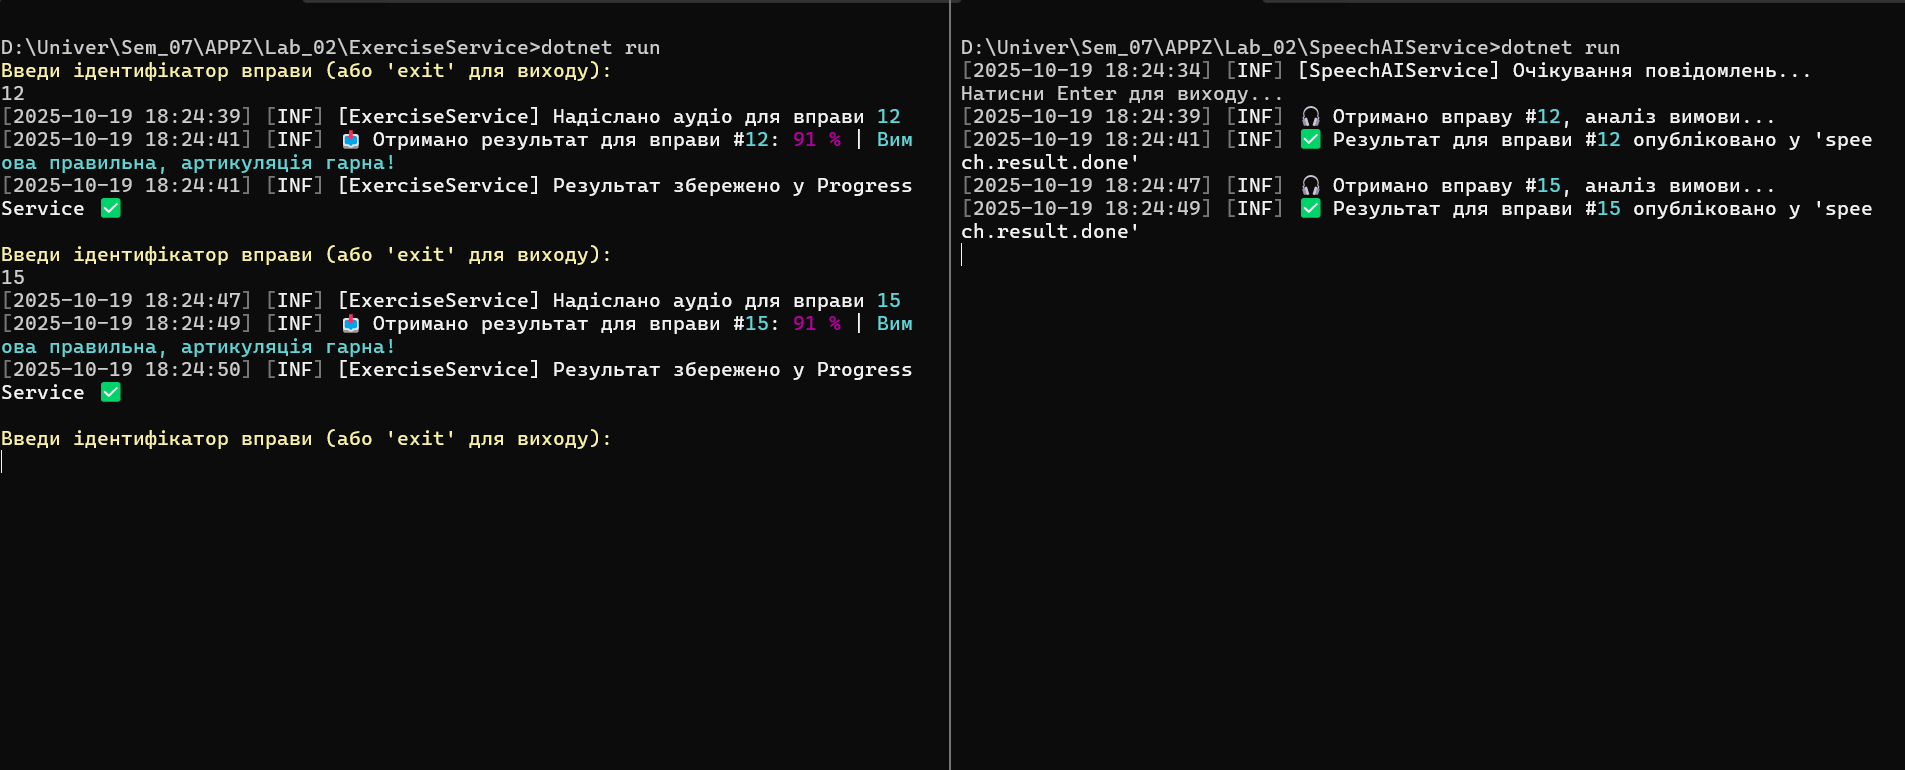 D:\Univer\Sem_07\APPZ\Lab_02\ExerciseService>dotnet run
Введи ідентифікатор вправи (або 'exit' для виходу):
12
[2025-10-19 18:24:39] [INF] [ExerciseService] Надіслано аудіо для вправи 12
[2025-10-19 18:24:41] [INF] 📥 Отримано результат для вправи #12: 91 % | Вим
ова правильна, артикуляція гарна!
[2025-10-19 18:24:41] [INF] [ExerciseService] Результат збережено у Progress
Service ✅
Введи ідентифікатор вправи (або 'exit' для виходу):
15
[2025-10-19 18:24:47] [INF] [ExerciseService] Надіслано аудіо для вправи 15
[2025-10-19 18:24:49] [INF] 📥 Отримано результат для вправи #15: 91 % | Вим
ова правильна, артикуляція гарна!
[2025-10-19 18:24:50] [INF] [ExerciseService] Результат збережено у Progress
Service ✅
Введи ідентифікатор вправи (або 'exit' для виходу):
D:\Univer\Sem_07\APPZ\Lab_02\SpeechAIService>dotnet run
[2025-10-19 18:24:34] [INF] [SpeechAIService] Очікування повідомлень...
Натисни Enter для виходу...
[2025-10-19 18:24:39] [INF] 🎧 Отримано вправу #12, аналіз вимови...
[2025-10-19 18:24:41] [INF] ✅ Результат для вправи #12 опубліковано у 'spee
ch.result.done'
[2025-10-19 18:24:47] [INF] 🎧 Отримано вправу #15, аналіз вимови...
[2025-10-19 18:24:49] [INF] ✅ Результат для вправи #15 опубліковано у 'spee
ch.result.done'